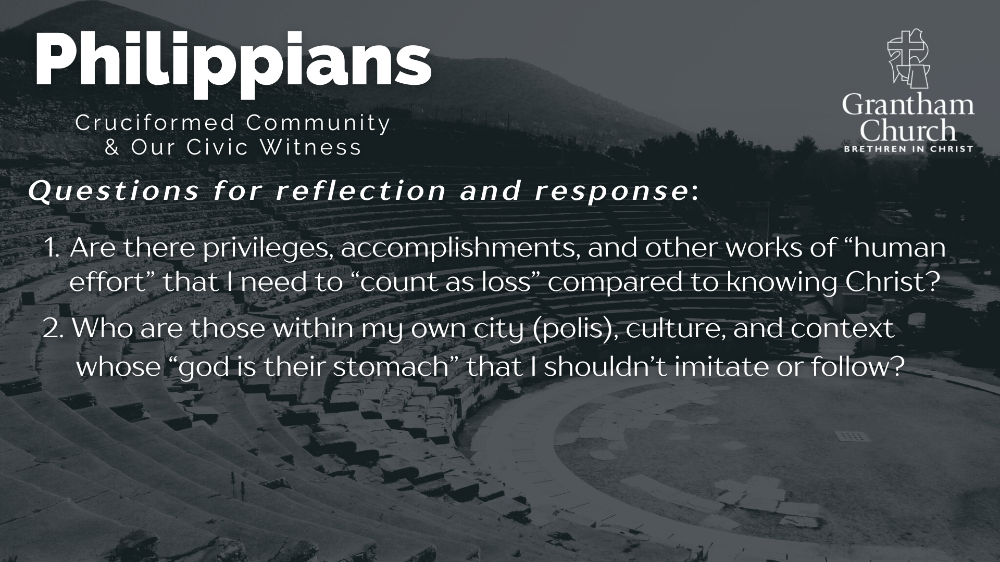 Philippians
Cruciformed Community
& Our Civic Witness
Grantham
Church
BRETHREN IN CHRIST
Questions for reflection and response:
1. Are there privileges, accomplishments, and other works of “human
effort” that I need to “count as loss” compared to knowing Christ?
2. Who are those within my own city (polis), culture, and context
whose “god is their stomach” that I shouldn’t imitate or follow?